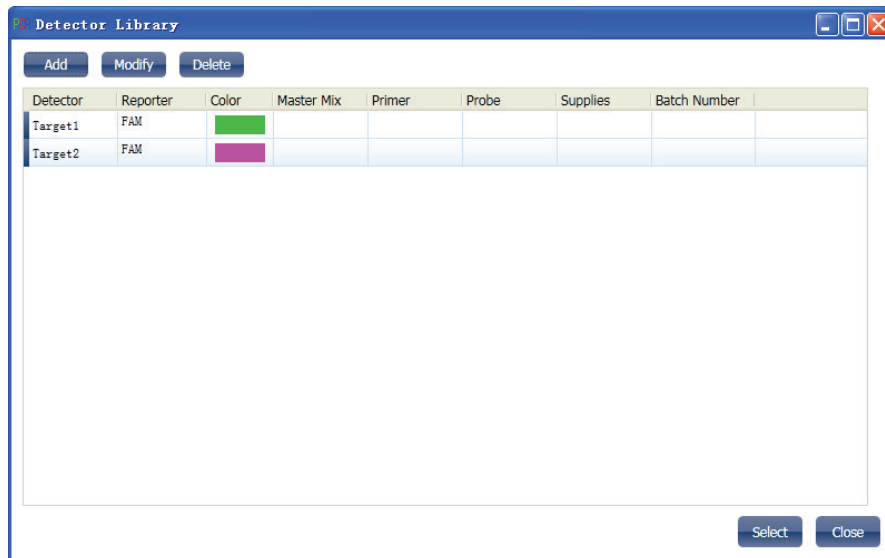 Detector Library
Add Modify Delete
Detector Reporter Color Master Mix Primer Probe Supplies Batch Number
Target1 FAM
Target2 FAM
Select Close